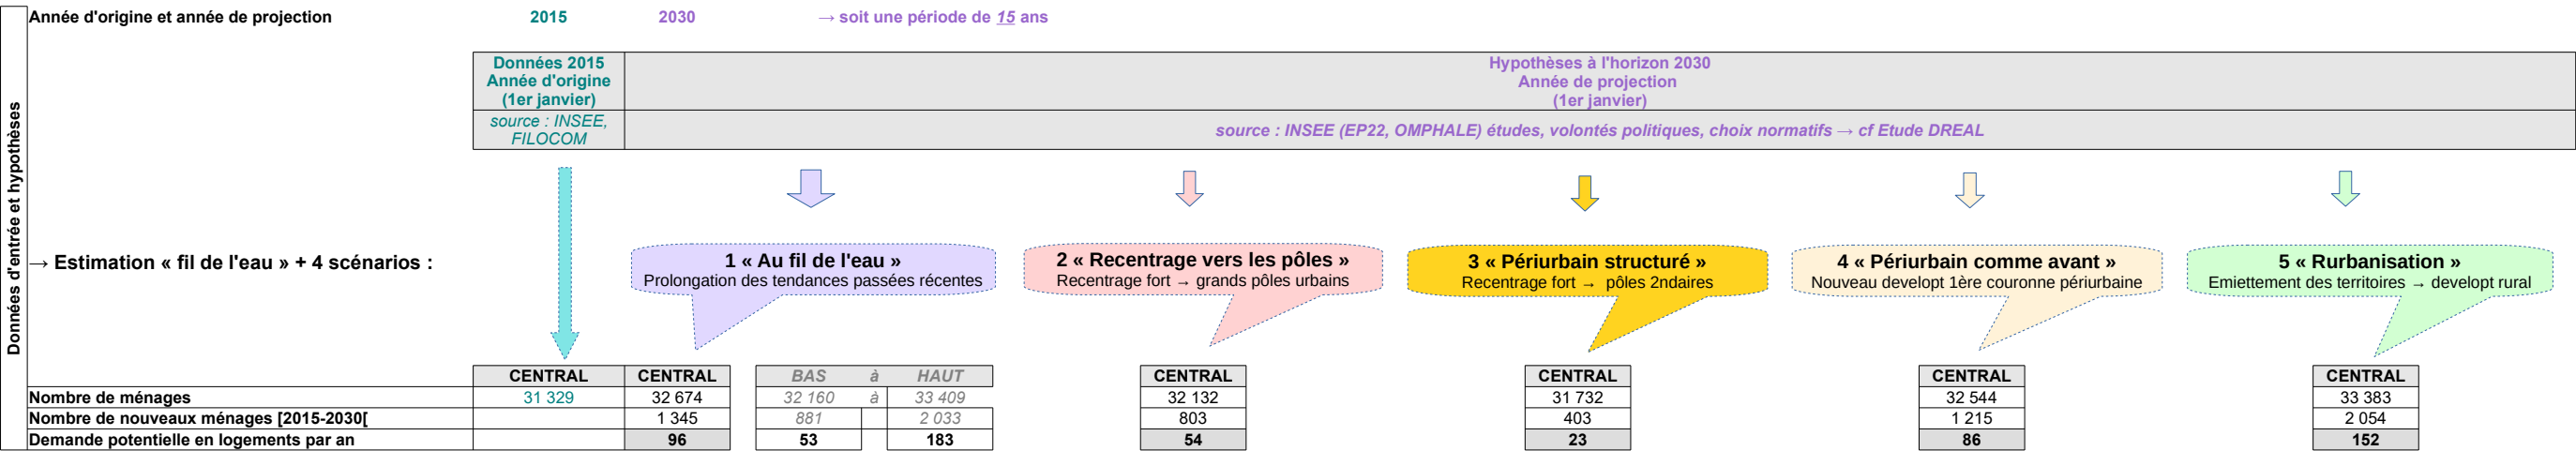 Année d'origine et année de projection 2015 2030 → soit une période de 15 ans
Données d'entrée et hypothèses
Données 2015
Année d'origine
(1er janvier)
Hypothèses à l'horizon 2030
Année de projection
(1er janvier)
source : INSEE,
FILOCOM
source : INSEE (EP22, OMPHALE) études, volontés politiques, choix normatifs → cf Etude DREAL
→ Estimation « fil de l'eau » + 4 scénarios :
1 « Au fil de l'eau »
Prolongation des tendances passées récentes
2 « Recentrage vers les pôles »
Recentrage fort → grands pôles urbains
3 « Périurbain structuré »
Recentrage fort → pôles 2ndaires
4 « Périurbain comme avant »
Nouveau developt 1ère couronne périurbaine
5 « Rurbanisation »
Emiettement des territoires → developt rural
CENTRAL CENTRAL BAS à HAUT CENTRAL CENTRAL CENTRAL CENTRAL
Nombre de ménages 31 329 32 674 32 160 à 33 409 32 132 31 732 32 544 33 383
Nombre de nouveaux ménages [2015-2030[ 1 345 881 2 033 803 403 1 215 2 054
Demande potentielle en logements par an 96 53 183 54 23 86 152